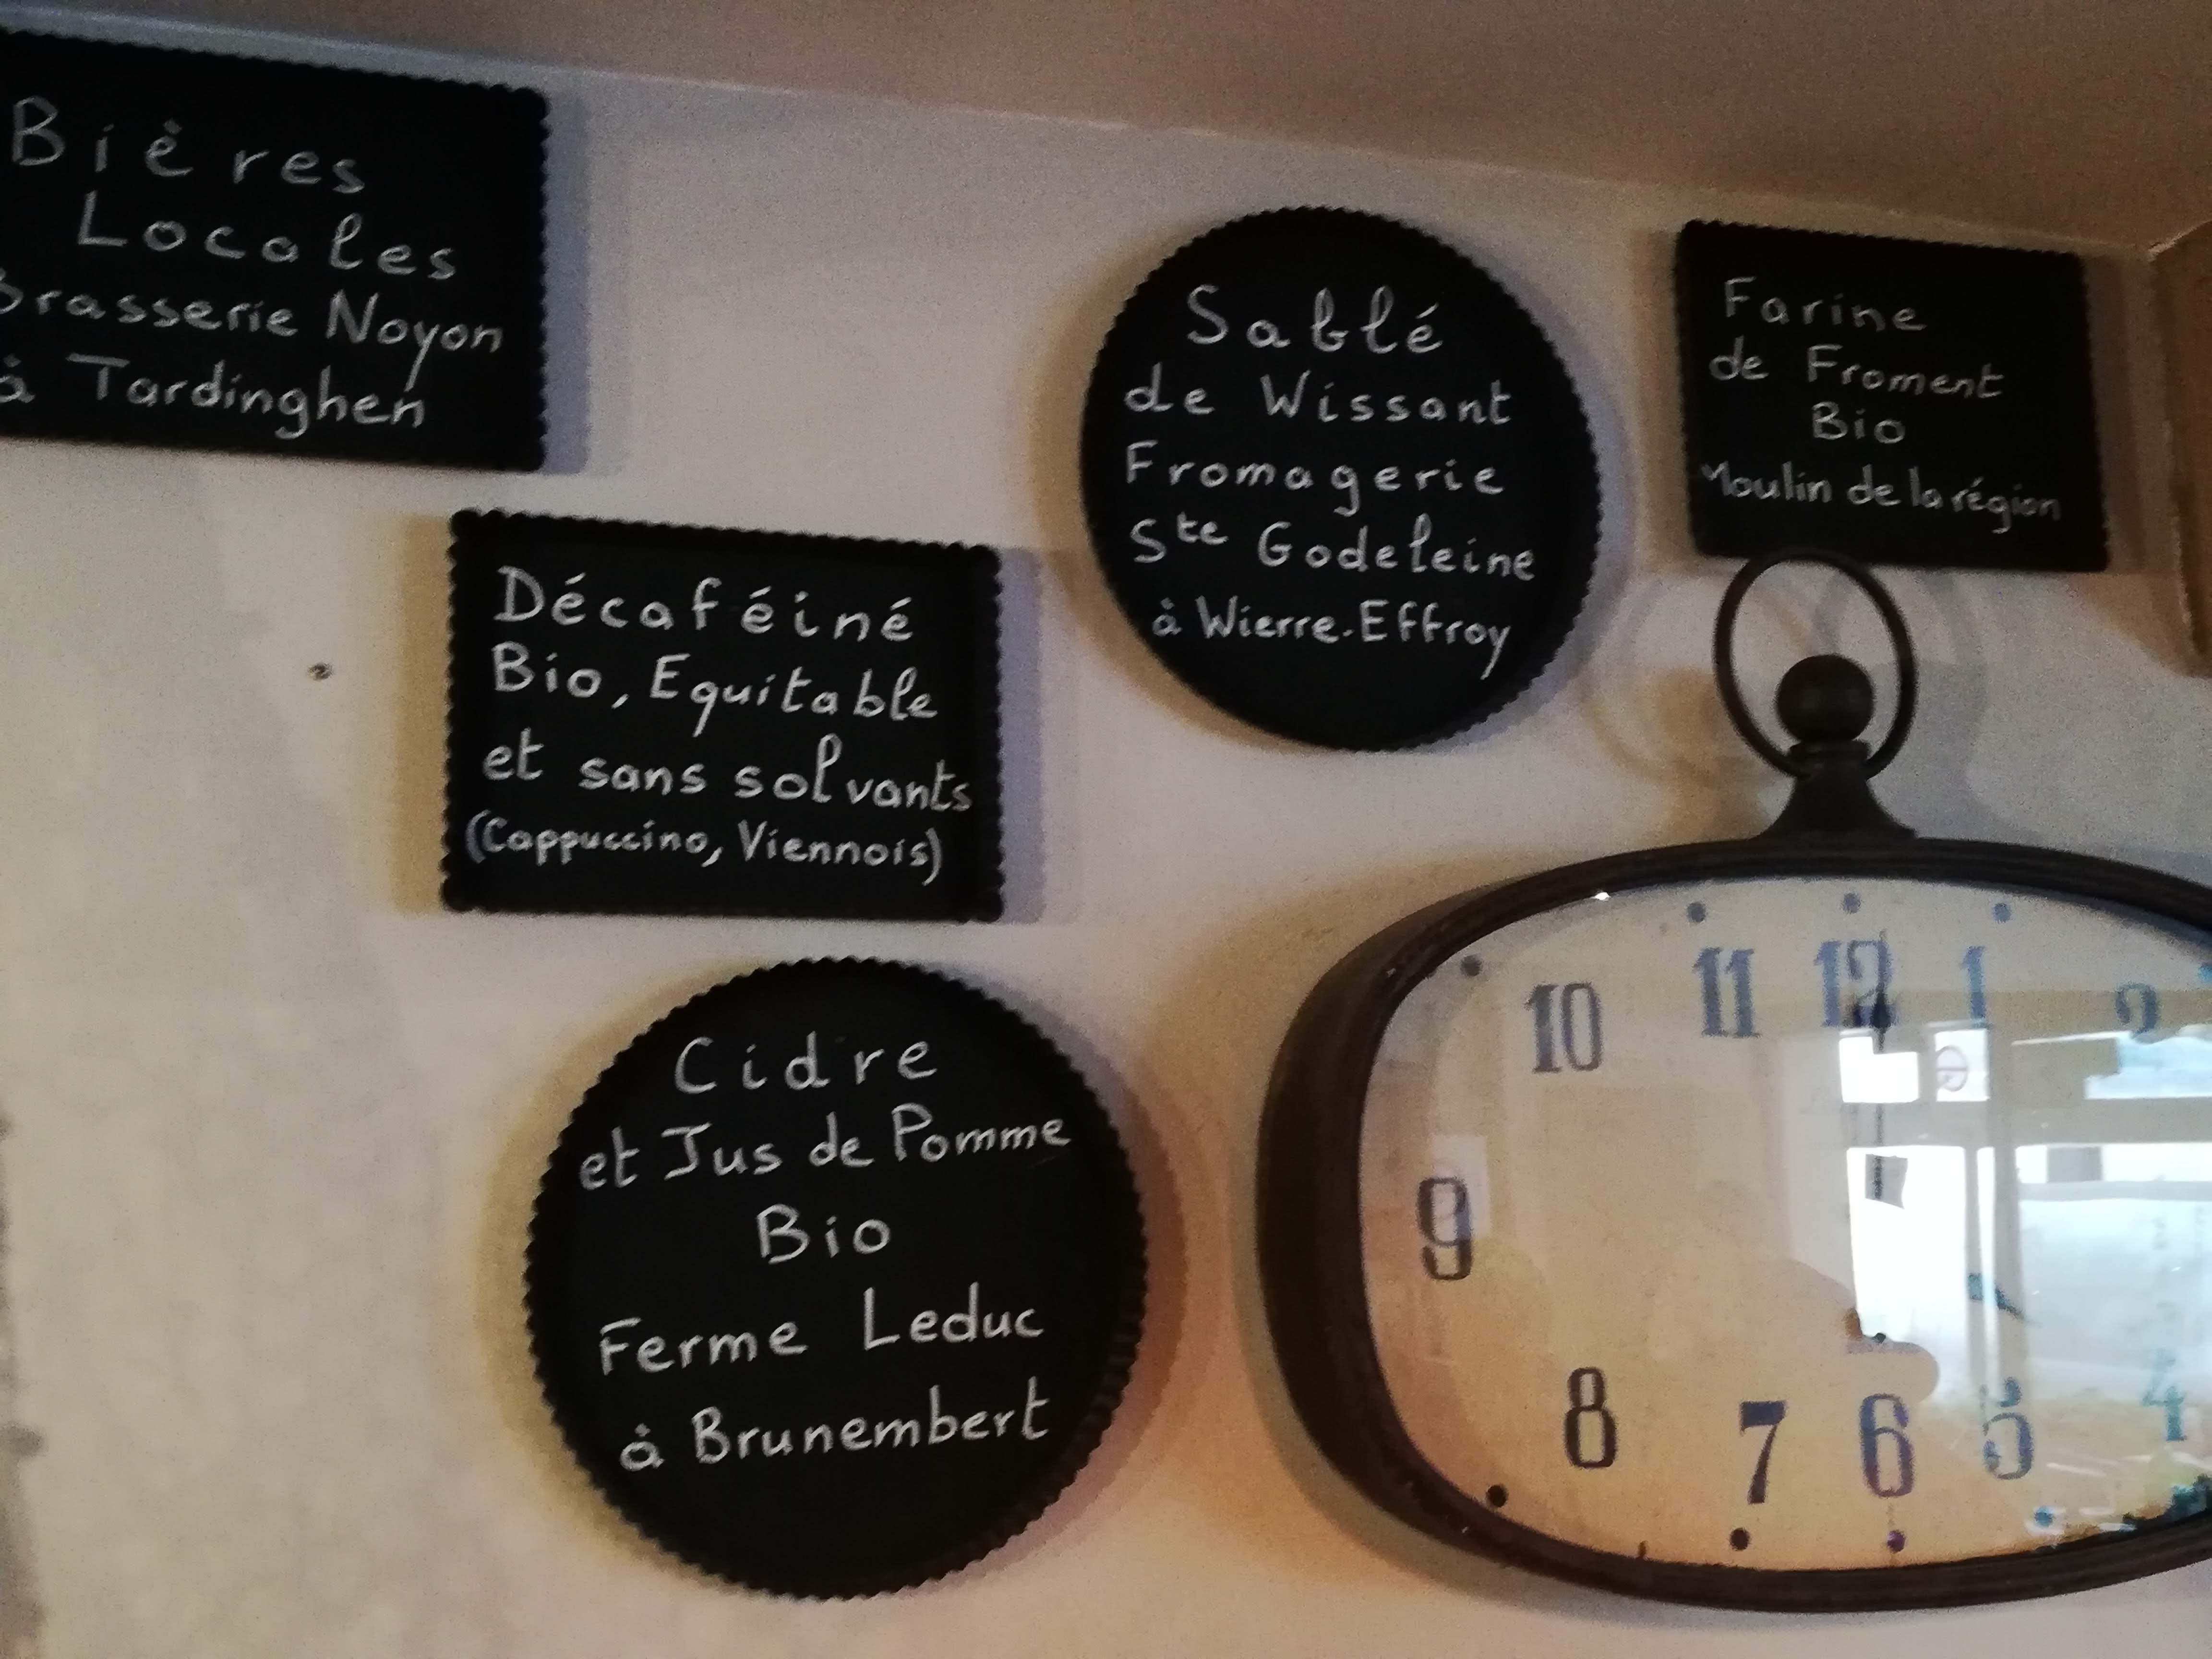 Bières
Locales
Brasserie Noyon
à Tardinghen
Décaféiné
Bio, Equitable
et sans solvants
(Cappuccino, Viennois)
Cidre
et Jus de Pomme
Bio
Ferme Leduc
à Brunembert
Sablé
de Wissant
Fromagerie
Ste Godeleine
à Wierre-Effroy
Farine
de Froment
Bio
Moulin de la région
10 11 12 1 2
9
8 7 6 5 4